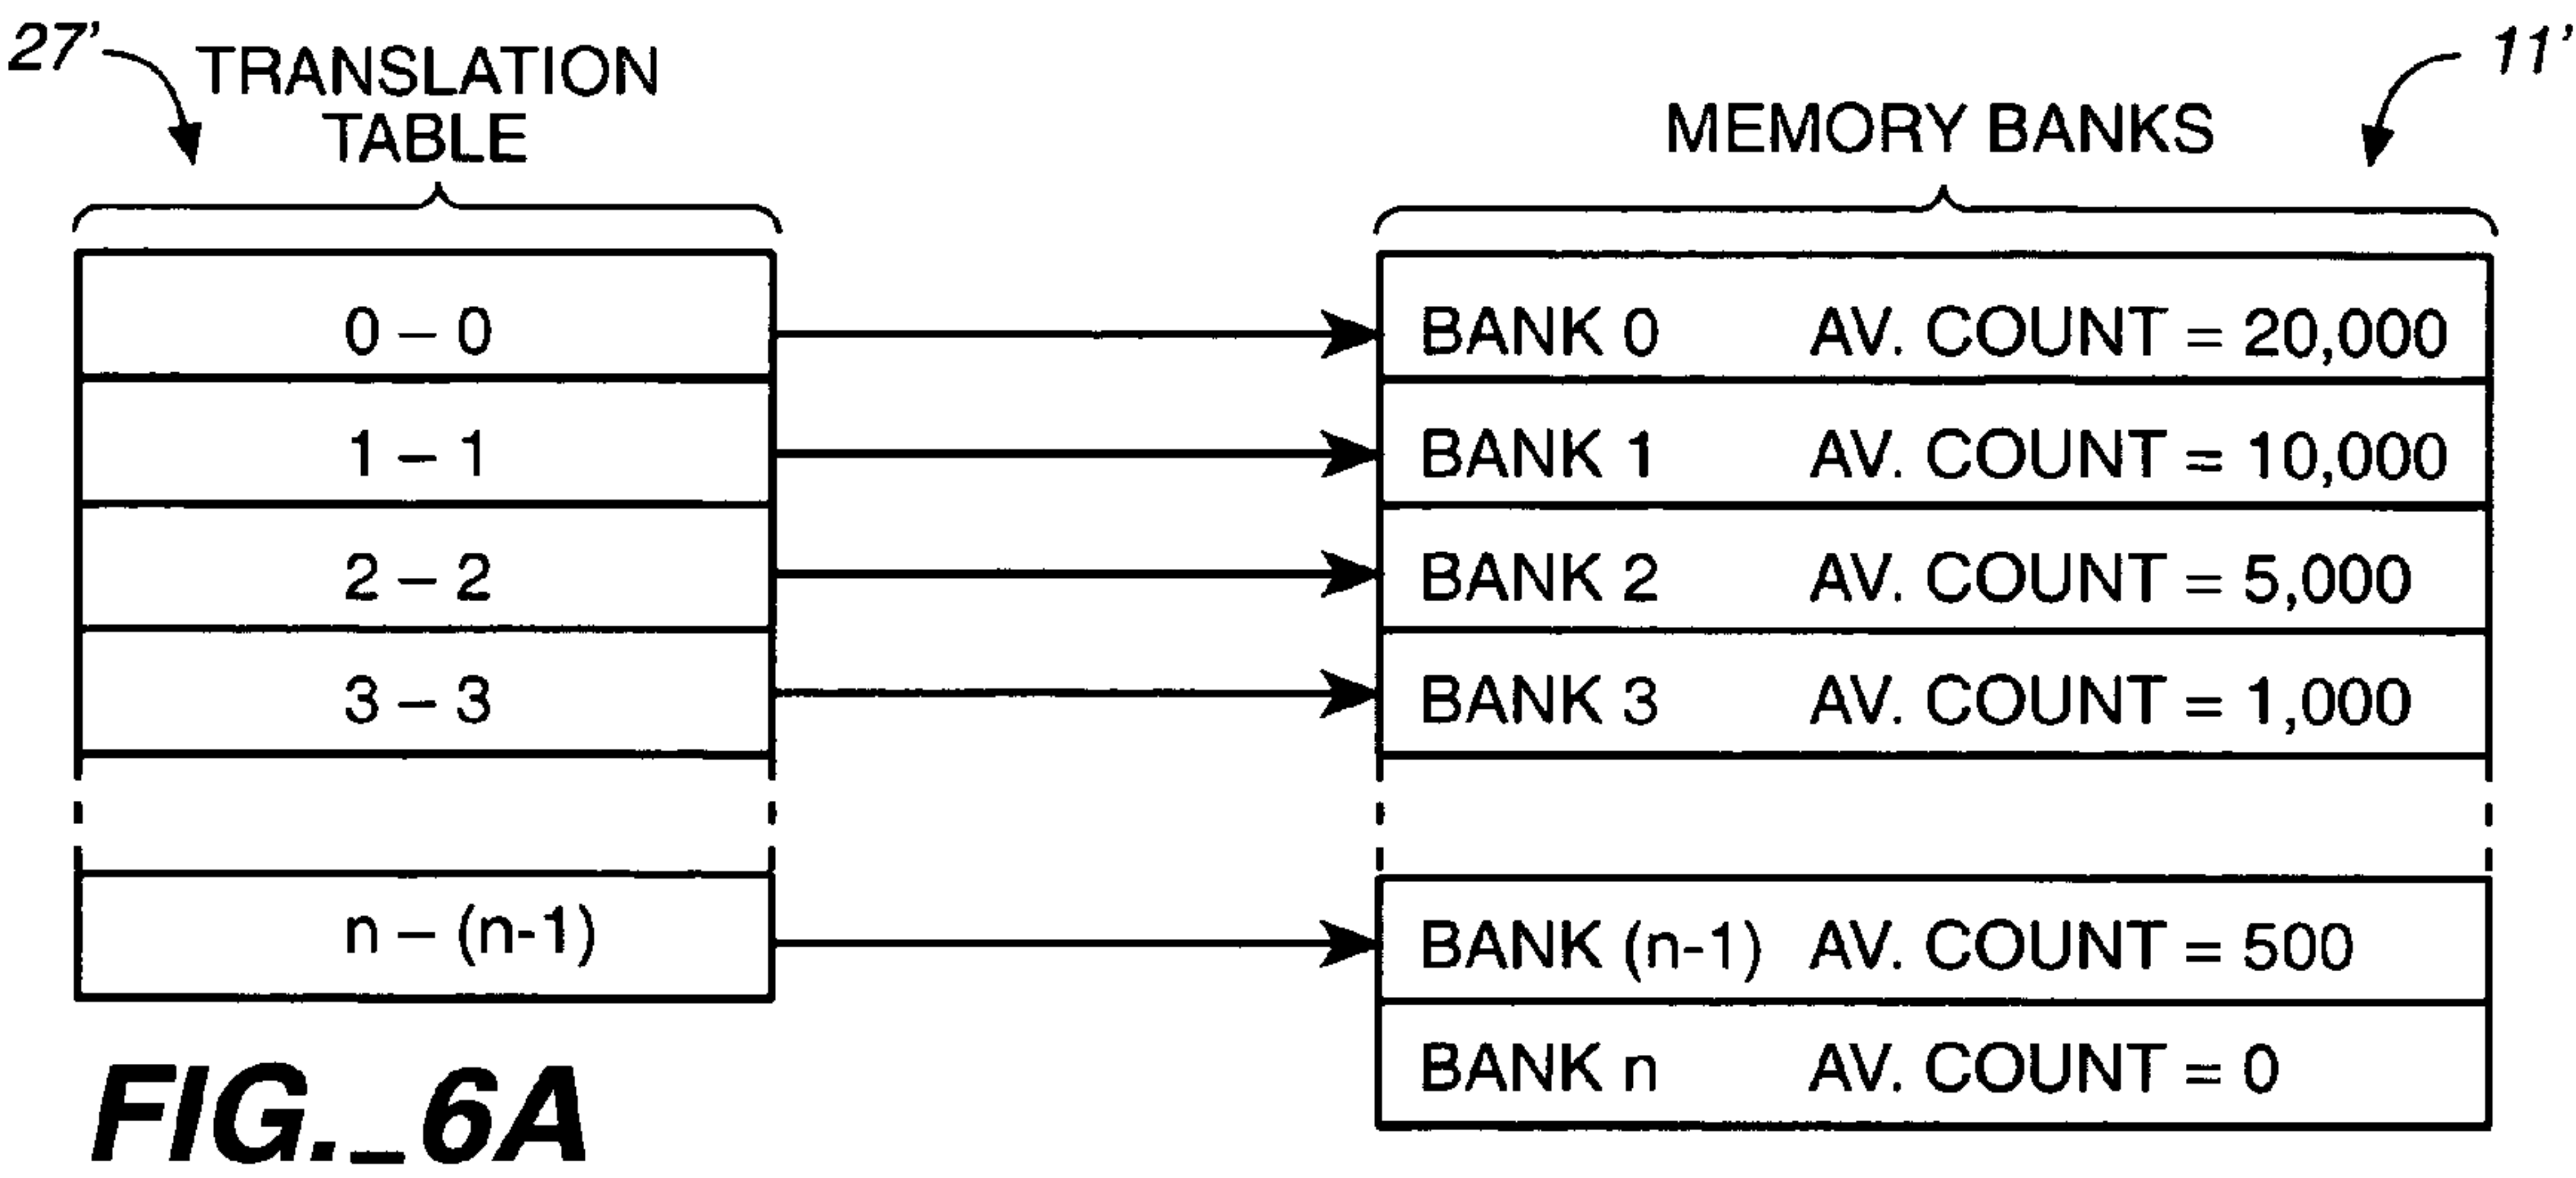 27'
TRANSLATION
TABLE
0 – 0
1 – 1
2 – 2
3 – 3
n – (n-1)
11'
MEMORY BANKS
BANK 0 AV. COUNT = 20,000
BANK 1 AV. COUNT = 10,000
BANK 2 AV. COUNT = 5,000
BANK 3 AV. COUNT = 1,000
BANK (n-1) AV. COUNT = 500
BANK n AV. COUNT = 0
FIG._6A